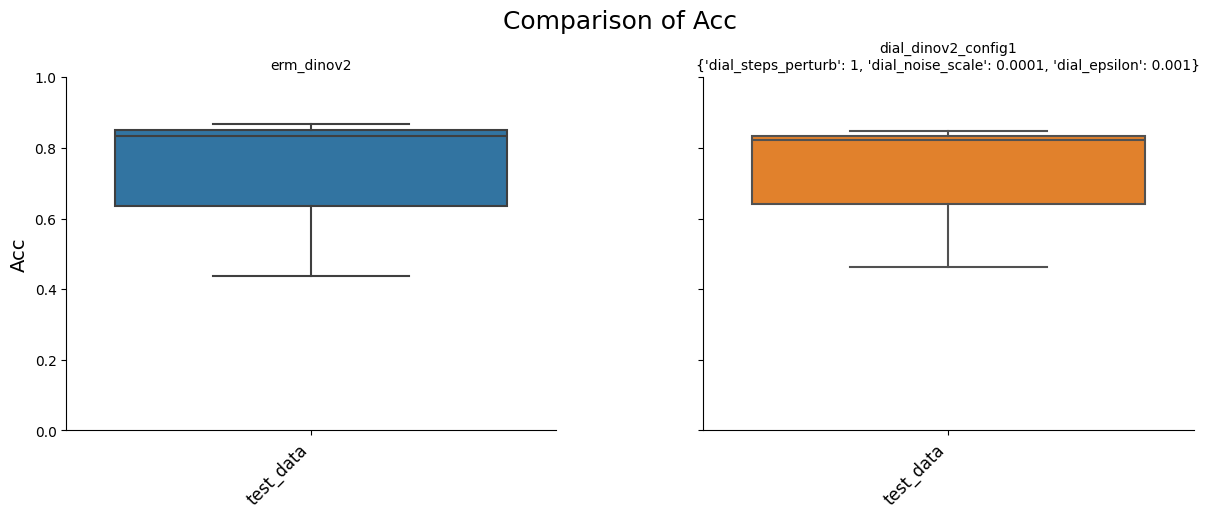 Comparison of Acc
erm_dinov2
dial_dinov2_config1
{'dial_steps_perturb': 1, 'dial_noise_scale': 0.0001, 'dial_epsilon': 0.001}
Acc
1.0
0.8
0.6
0.4
0.2
0.0
test_data
test_data